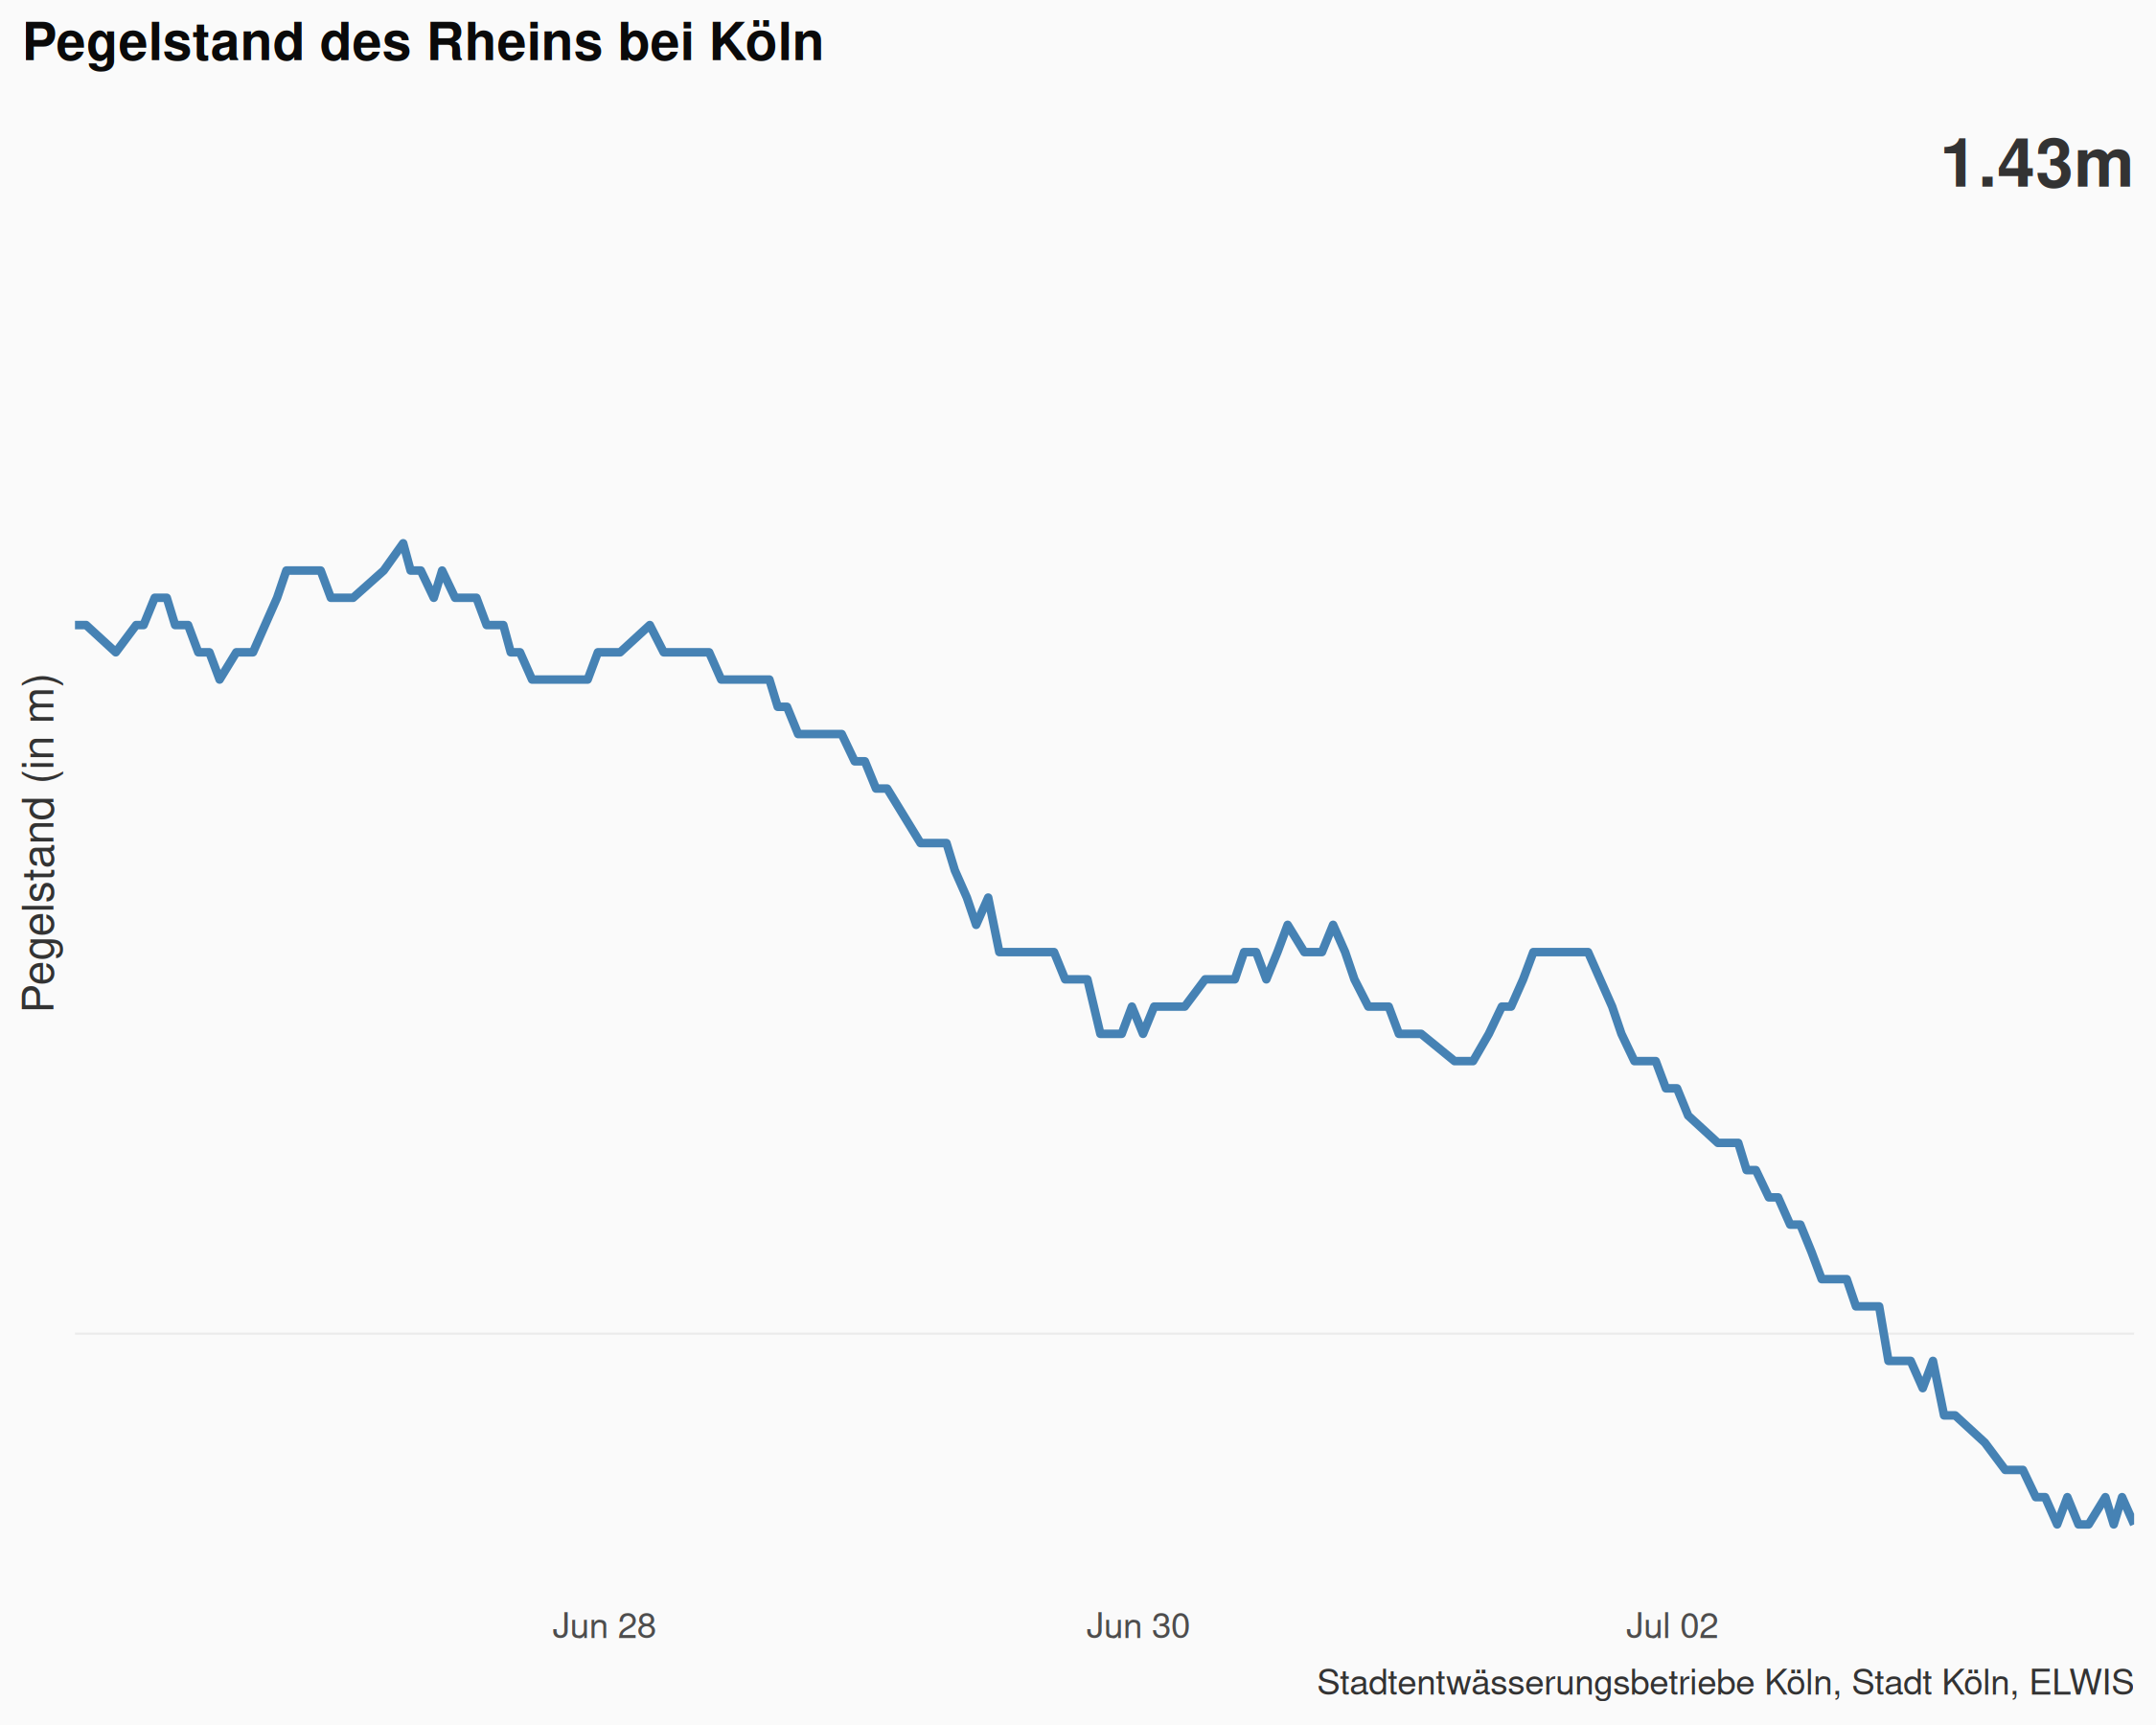 Pegelstand des Rheins bei Köln
1.43m
Pegelstand (in m)
Jun 28
Jun 30
Jul 02
Stadtentwässerungsbetriebe Köln, Stadt Köln, ELWIS